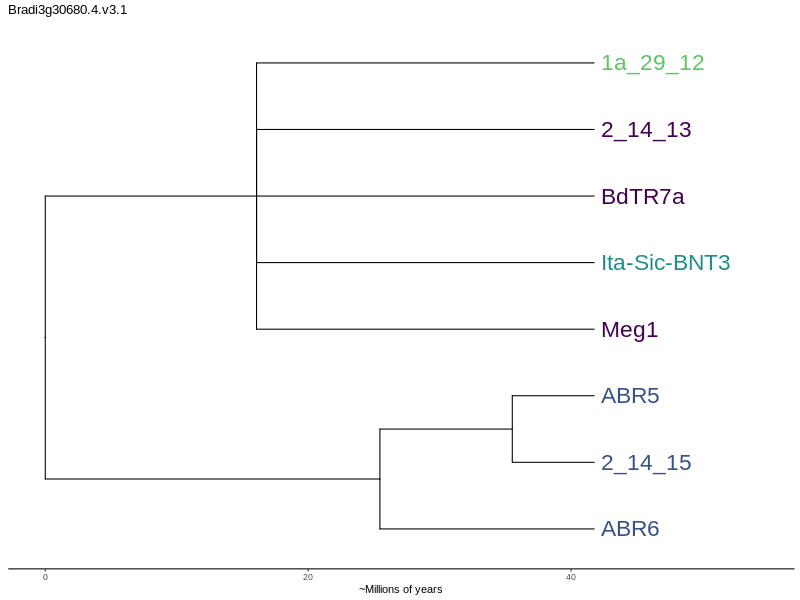 Bradi3g30680.4.v3.1
1a_29_12
2_14_13
BdTR7a
Ita-Sic-BNT3
Meg1
ABR5
2_14_15
ABR6
0 20 40
~Millions of years